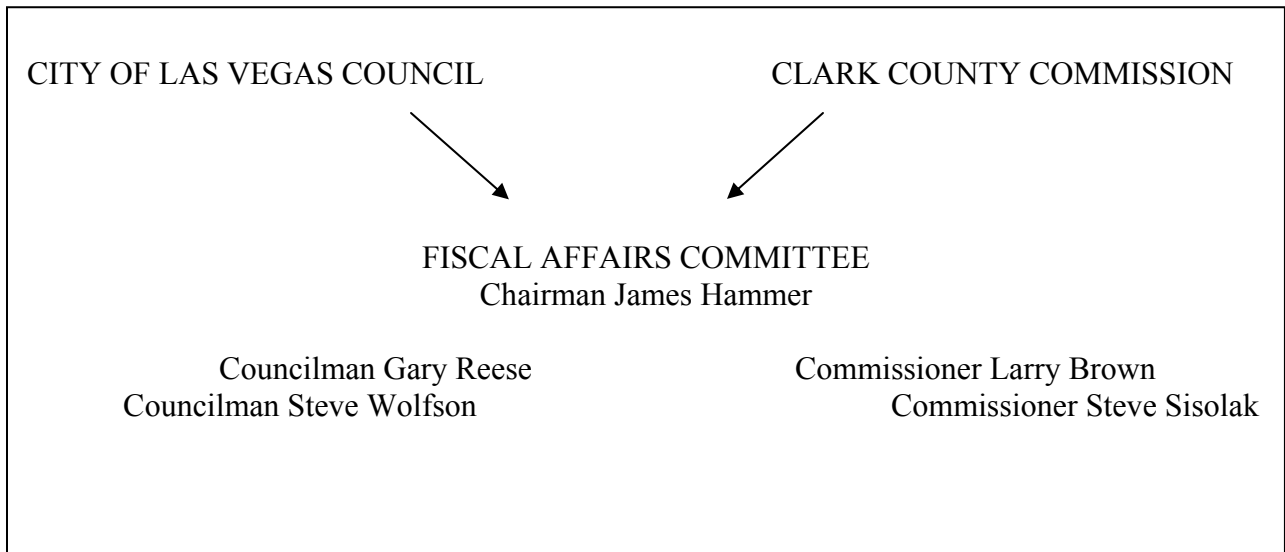 CITY OF LAS VEGAS COUNCIL CLARK COUNTY COMMISSION
FISCAL AFFAIRS COMMITTEE
Chairman James Hammer
Councilman Gary Reese Commissioner Larry Brown
Councilman Steve Wolfson Commissioner Steve Sisolak